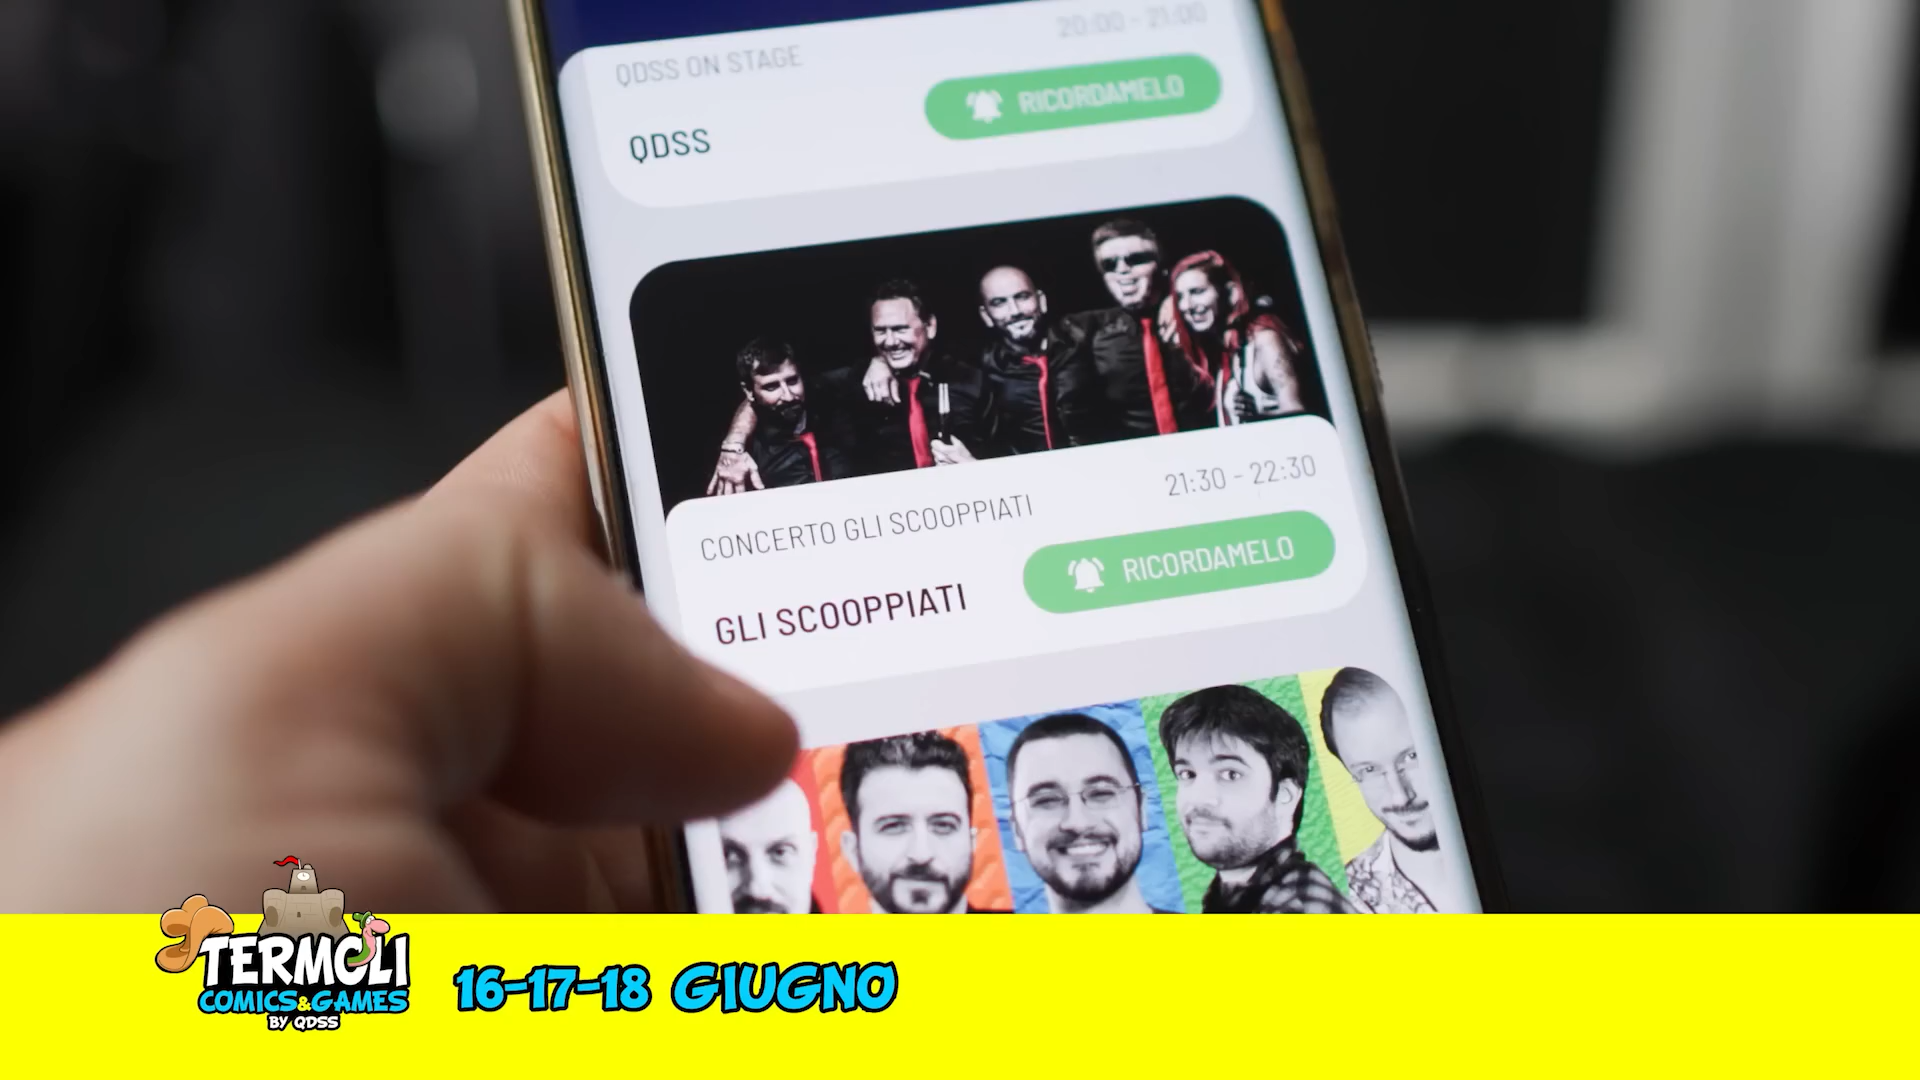 20:00 - 21:00
QDSS ON STAGE
RICORDAMELO
QDSS
21:30 - 22:30
CONCERTO GLI SCOOPPIATI
RICORDAMELO
GLI SCOOPPIATI
TERMOLI
COMICS&GAMES
BY QDSS
16-17-18 GIUGNO